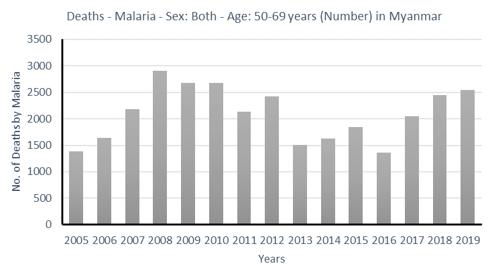 Deaths - Malaria - Sex: Both - Age: 50-69 years (Number) in Myanmar
No. of Deaths by Malaria
3500
3000
2500
2000
1500
1000
500
0
2005 2006 2007 2008 2009 2010 2011 2012 2013 2014 2015 2016 2017 2018 2019
Years